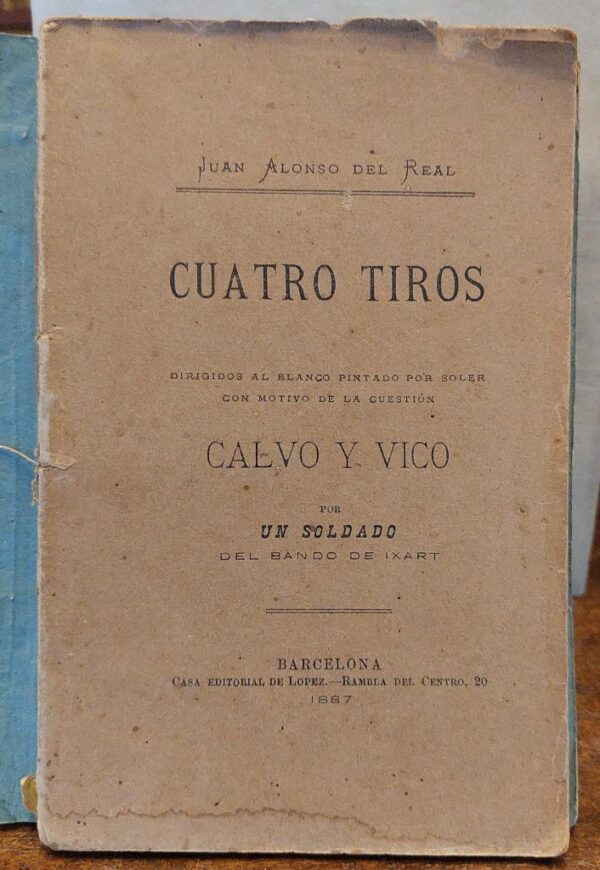 JUAN ALONSO DEL REAL
CUATRO TIROS
DIRIGIDOS AL BLANCO PINTADO POR SOLER
CON MOTIVO DE LA CUESTIÓN
CALVO Y VICO
POR
UN SOLDADO
DEL BANDO DE IXART
BARCELONA
CASA EDITORIAL DE LOPEZ.—RAMBLA DEL CENTRO, 20
1887